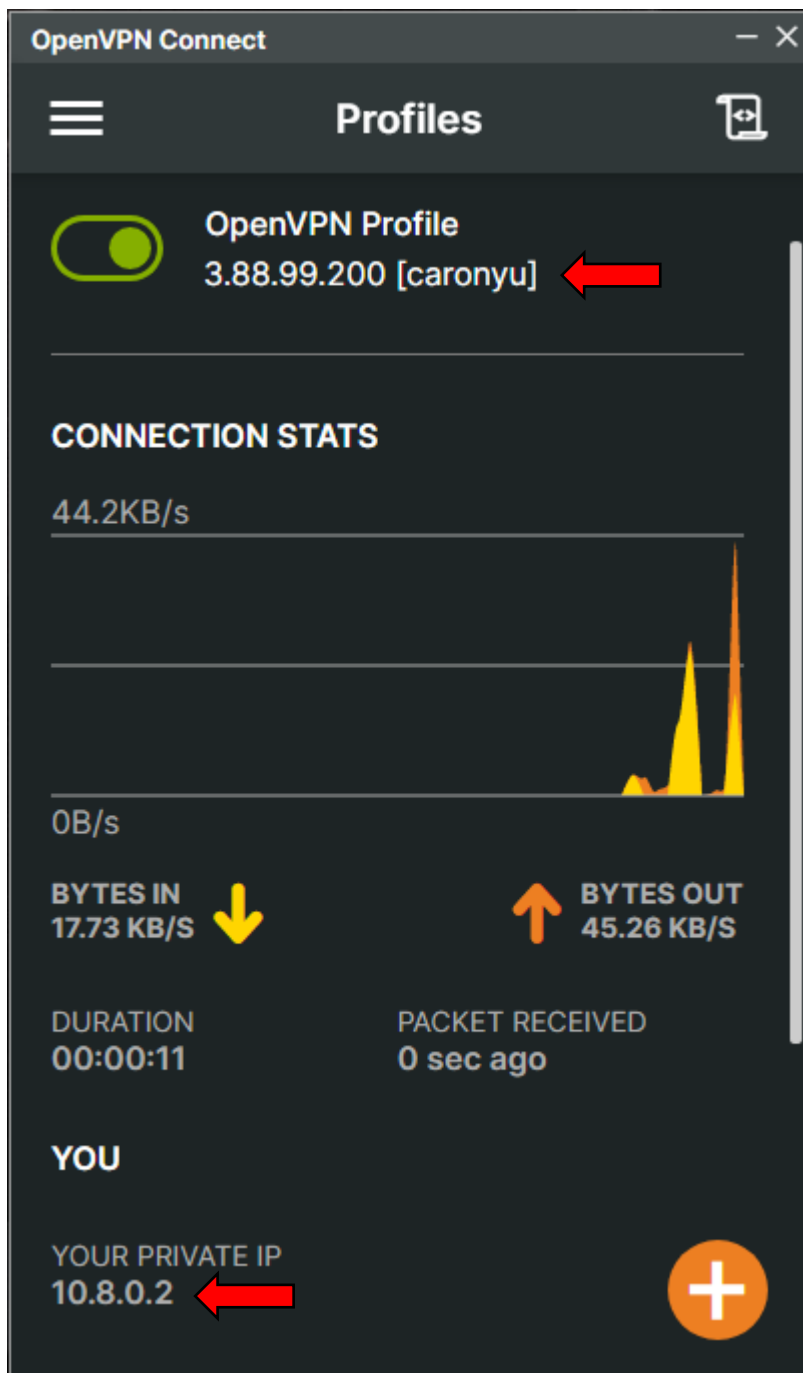 OpenVPN Connect
Profiles
OpenVPN Profile
3.88.99.200 [caronyu]
CONNECTION STATS
44.2KB/s
0B/s
BYTES IN
17.73 KB/S
BYTES OUT
45.26 KB/S
DURATION
00:00:11
PACKET RECEIVED
0 sec ago
YOU
YOUR PRIVATE IP
10.8.0.2